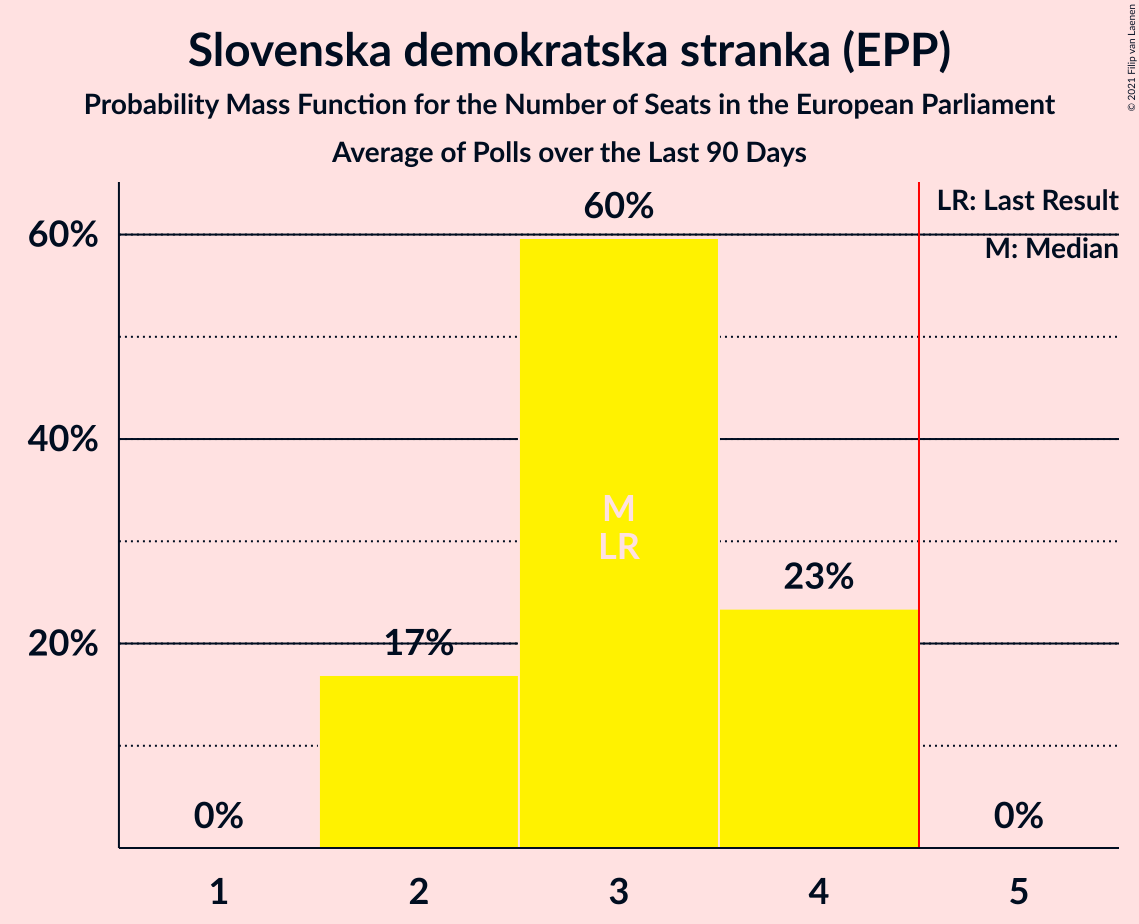 Slovenska demokratska stranka (EPP)
Probability Mass Function for the Number of Seats in the European Parliament
Average of Polls over the Last 90 Days
© 2021 Filip van Laenen
LR: Last Result
M: Median
60%
40%
20%
0%
17%
60%
M
LR
23%
0%
1
2
3
4
5